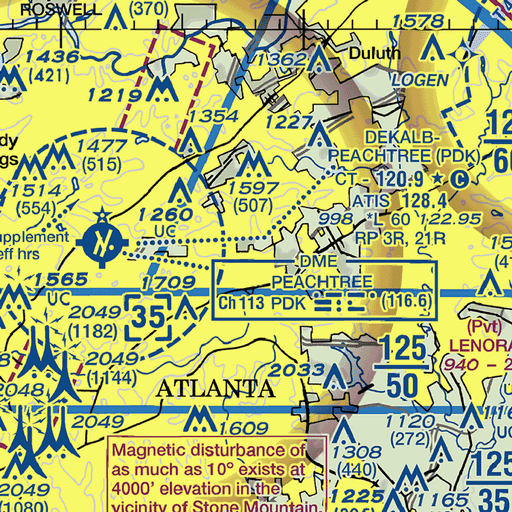 ROSWELL
(370)
1578
1436
(421)
1362
Duluth
LOGEN
1219
1354
1227
1477
(515)
DEKALB-
PEACHTREE (PDK)
CT - 120.9 ★ C
ATIS 128.4
998 *L 60 122.95
RP 3R, 21R
1514
(554)
1597
(507)
1260
UC
upplement
eff hrs
DME
PEACHTREE
Ch 113 PDK (116.6)
1565
UC
1709
35
2049
(1182)
(Pvt)
LENORA
940 - 2
125
50
2049
(1144)
2048
2033
ATLANTA
2049
1609
1120
(272)
1308
(440)
Magnetic disturbance of
as much as 10° exists at
4000' elevation in the
vicinity of Stone Mountain.
125
35
2049
(1080)
1225
1165